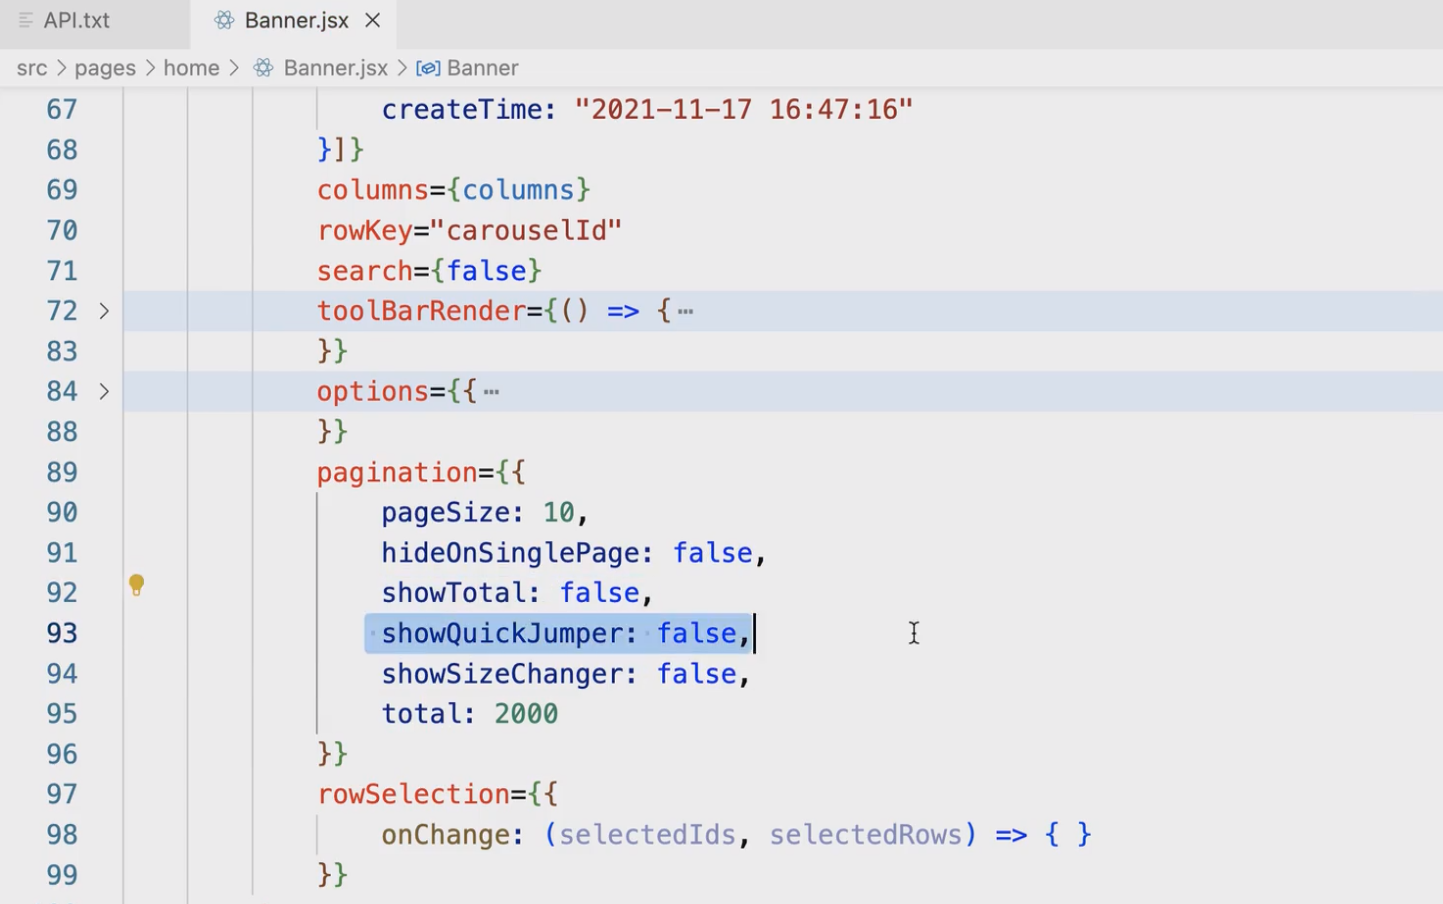 API.txt
Banner.jsx
src > pages > home > Banner.jsx > Banner
67 createTime: "2021-11-17 16:47:16"
68 }]}
69 columns={columns}
70 rowKey="carouselId"
71 search={false}
72 toolBarRender={() => { ⋯
83 }}
84 options={{ ⋯
88 }}
89 pagination={{
90 pageSize: 10,
91 hideOnSinglePage: false,
92 showTotal: false,
93 showQuickJumper: false,
94 showSizeChanger: false,
95 total: 2000
96 }}
97 rowSelection={{
98 onChange: (selectedIds, selectedRows) => { }
99 }}